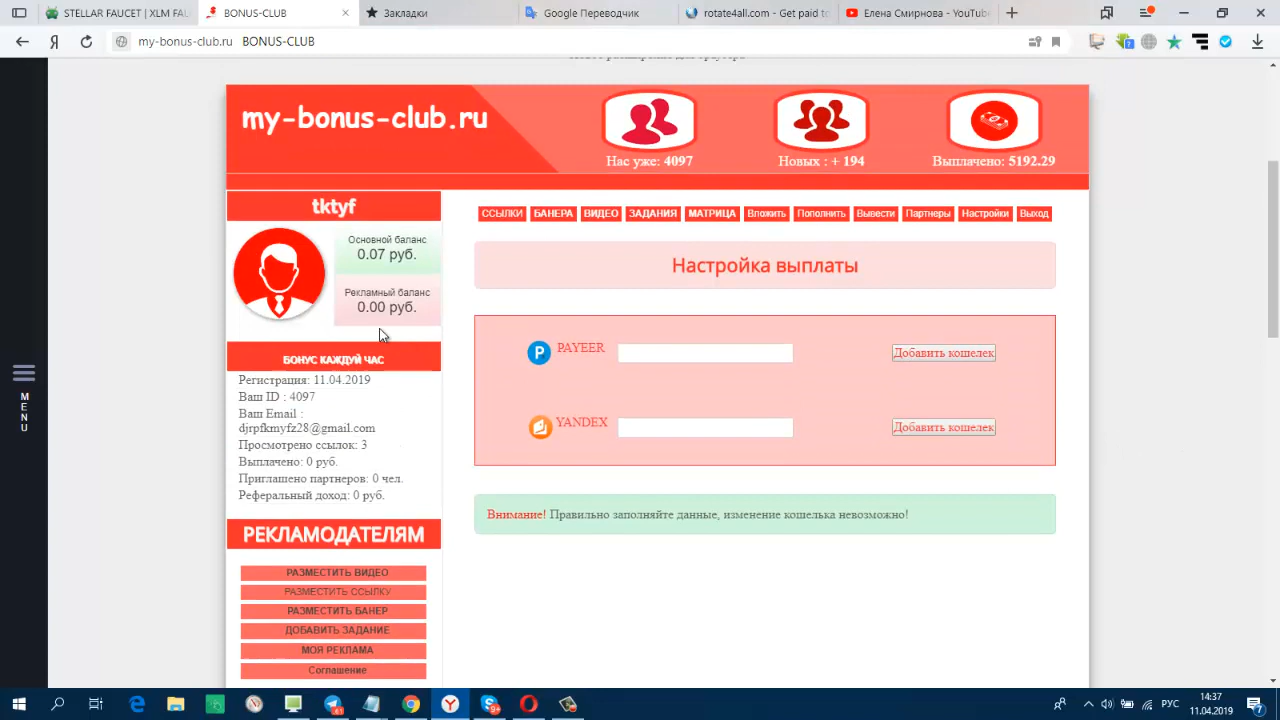 STELLAR FAUCET | XLM FA
BONUS-CLUB
Закладки
Google Переводчик
rotate4all.com - Get paid t
Елена Смирнова - YouTub
my-bonus-club.ru BONUS-CLUB
my-bonus-club.ru
Нас уже: 4097
Новых : + 194
Выплачено: 5192.29
tktyf
ССЫЛКИ БАНЕРА ВИДЕО ЗАДАНИЯ МАТРИЦА Вложить Пополнить Вывести Партнеры Настройки Выход
Основной баланс
0.07 руб.
Рекламный баланс
0.00 руб.
Настройка выплаты
PAYEER
Добавить кошелек
YANDEX
Добавить кошелек
Внимание! Правильно заполняйте данные, изменение кошелька невозможно!
БОНУС КАЖДУЙ ЧАС
Регистрация: 11.04.2019
Ваш ID : 4097
Ваш Email :
djrpfkmyfz28@gmail.com
Просмотрено ссылок: 3
Выплачено: 0 руб.
Приглашено партнеров: 0 чел.
Реферальный доход: 0 руб.
РЕКЛАМОДАТЕЛЯМ
РАЗМЕСТИТЬ ВИДЕО
РАЗМЕСТИТЬ ССЫЛКУ
РАЗМЕСТИТЬ БАНЕР
ДОБАВИТЬ ЗАДАНИЕ
МОЯ РЕКЛАМА
Соглашение
MENU
РУС
14:37
11.04.2019